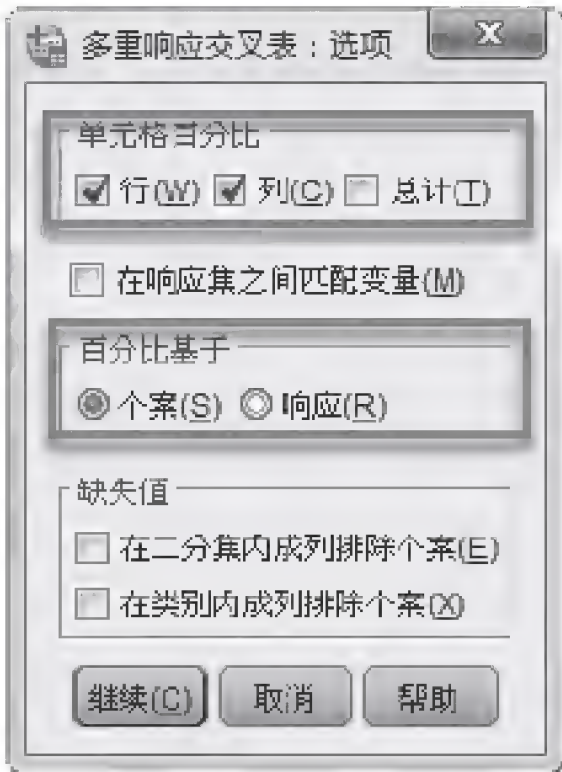 多重响应交叉表：选项
单元格百分比
行(W) 列(C) 总计(T)
在响应集之间匹配变量(M)
百分比基于
个案(S) 响应(R)
缺失值
在二分集内成列排除个案(E)
在类别内成列排除个案(X)
继续(C) 取消 帮助